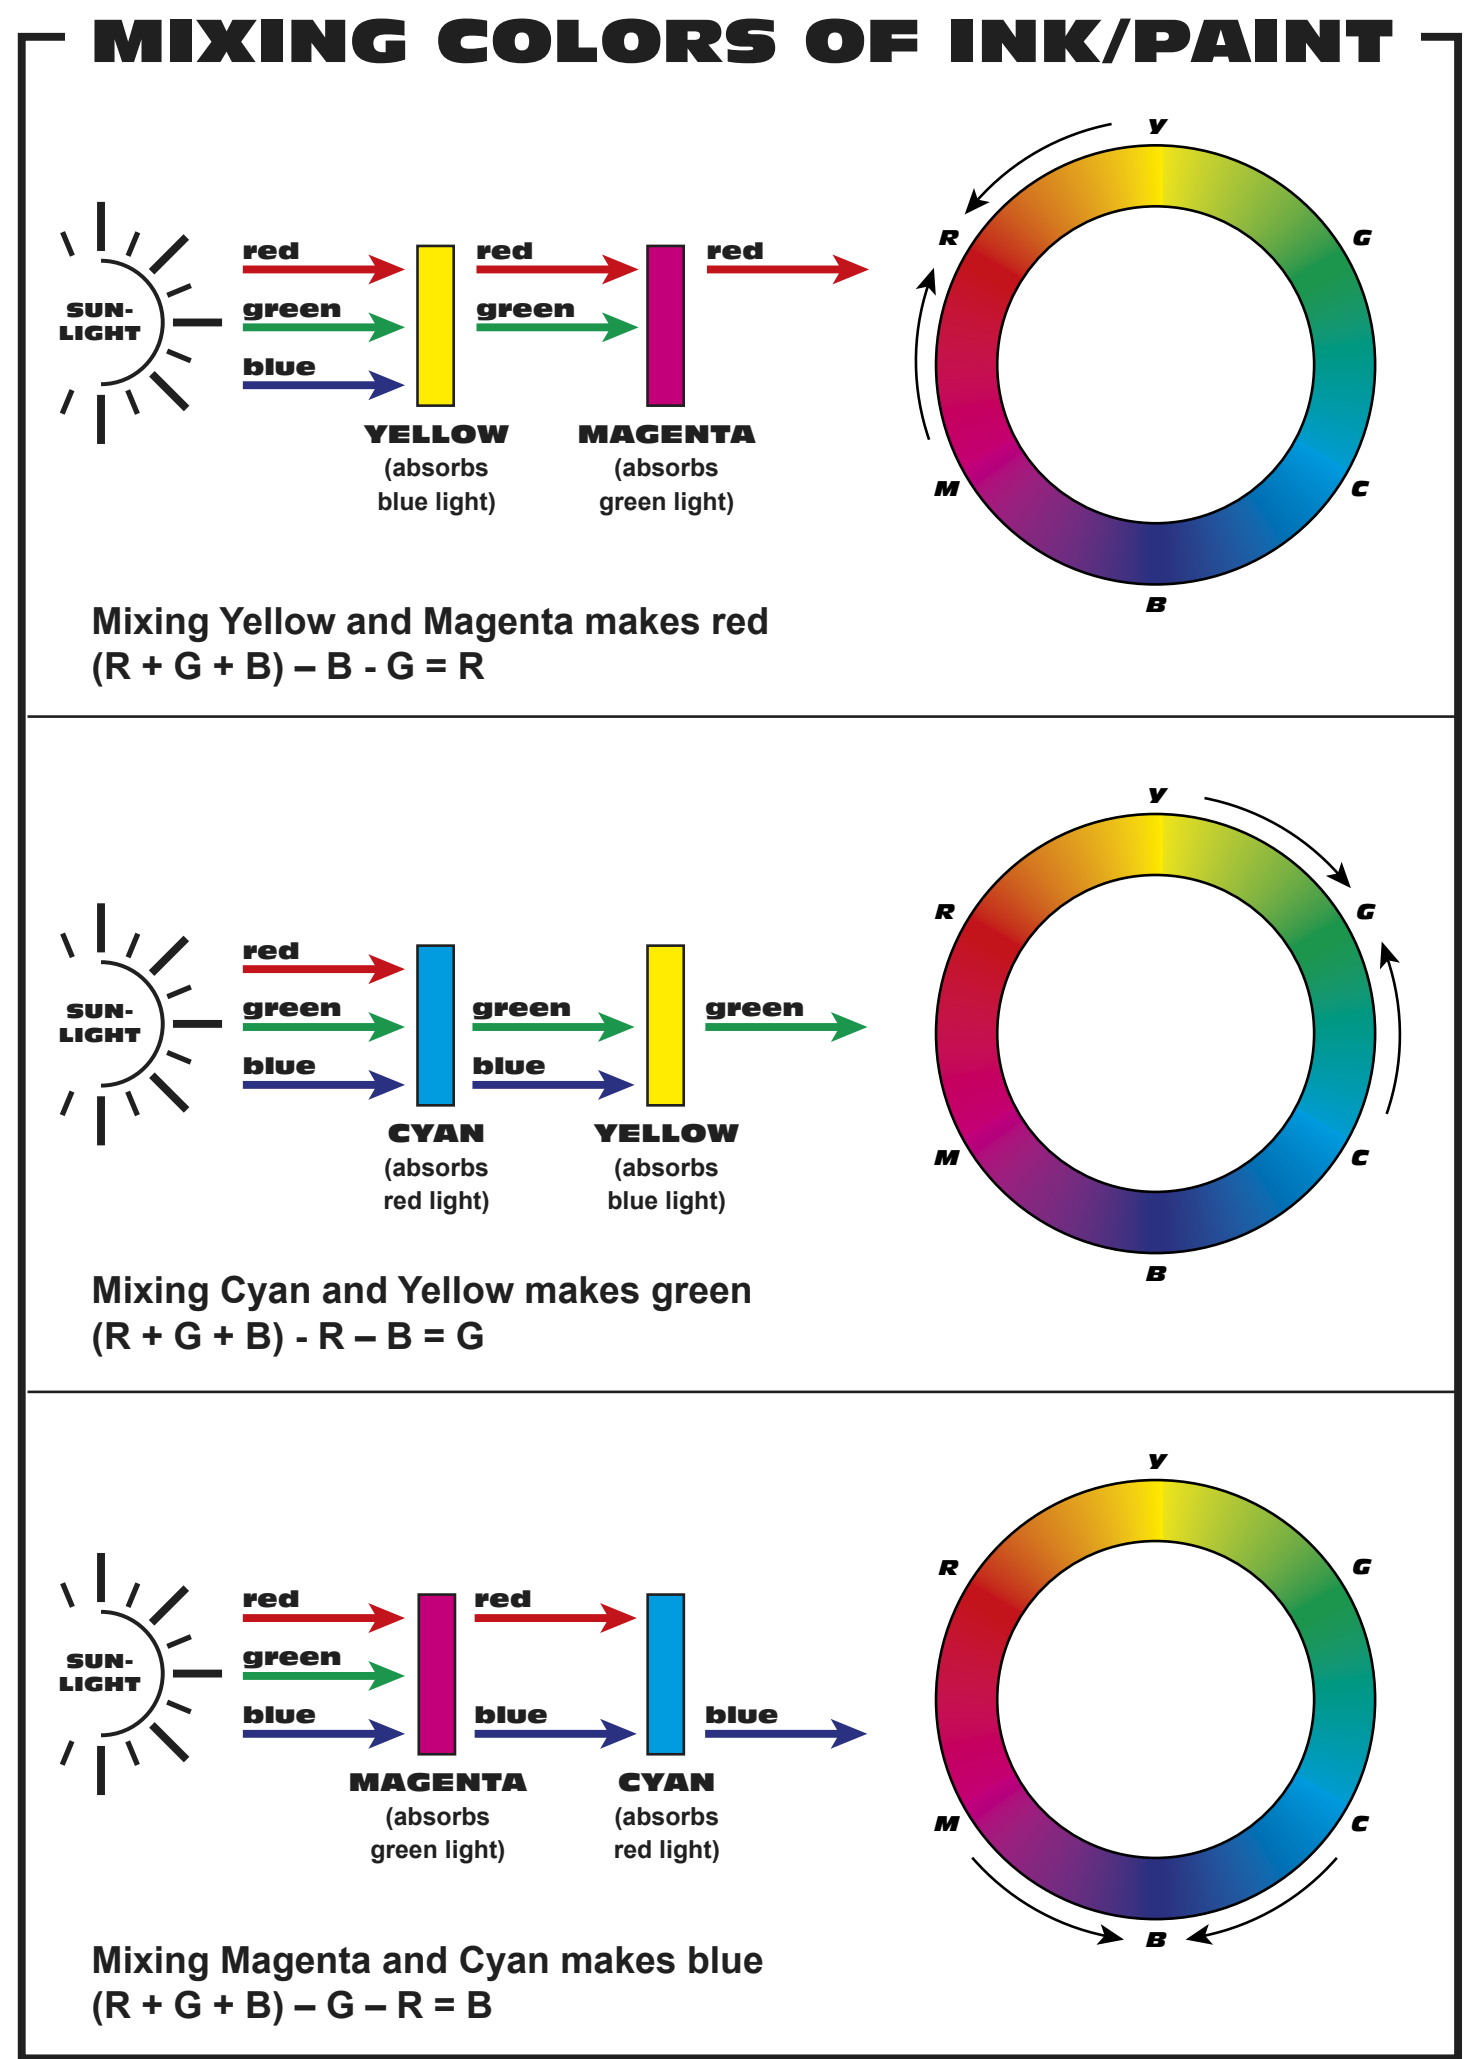 MIXING COLORS OF INK/PAINT
SUN-
LIGHT
red
green
blue
YELLOW
(absorbs
blue light)
red
green
MAGENTA
(absorbs
green light)
red
Y
R
G
M
C
B
Mixing Yellow and Magenta makes red
(R + G + B) – B - G = R
SUN-
LIGHT
red
green
blue
CYAN
(absorbs
red light)
green
blue
YELLOW
(absorbs
blue light)
green
Y
R
G
M
C
B
Mixing Cyan and Yellow makes green
(R + G + B) - R – B = G
SUN-
LIGHT
red
green
blue
MAGENTA
(absorbs
green light)
red
blue
CYAN
(absorbs
red light)
blue
Y
R
G
M
C
B
Mixing Magenta and Cyan makes blue
(R + G + B) – G – R = B